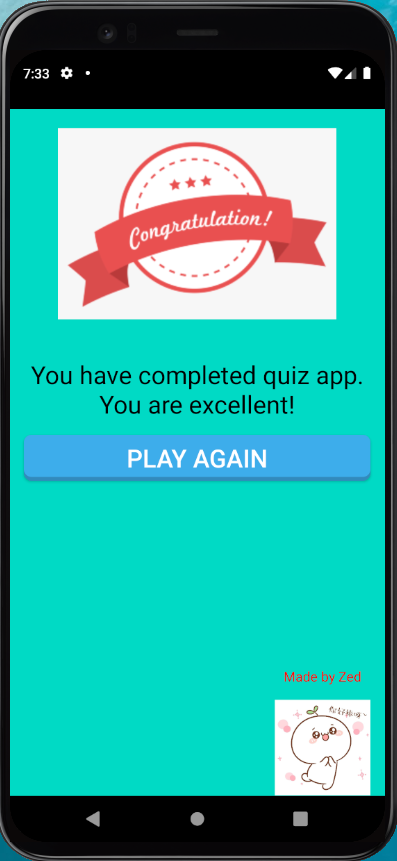 7:33
Congratulation!
You have completed quiz app.
You are excellent!
PLAY AGAIN
Made by Zed